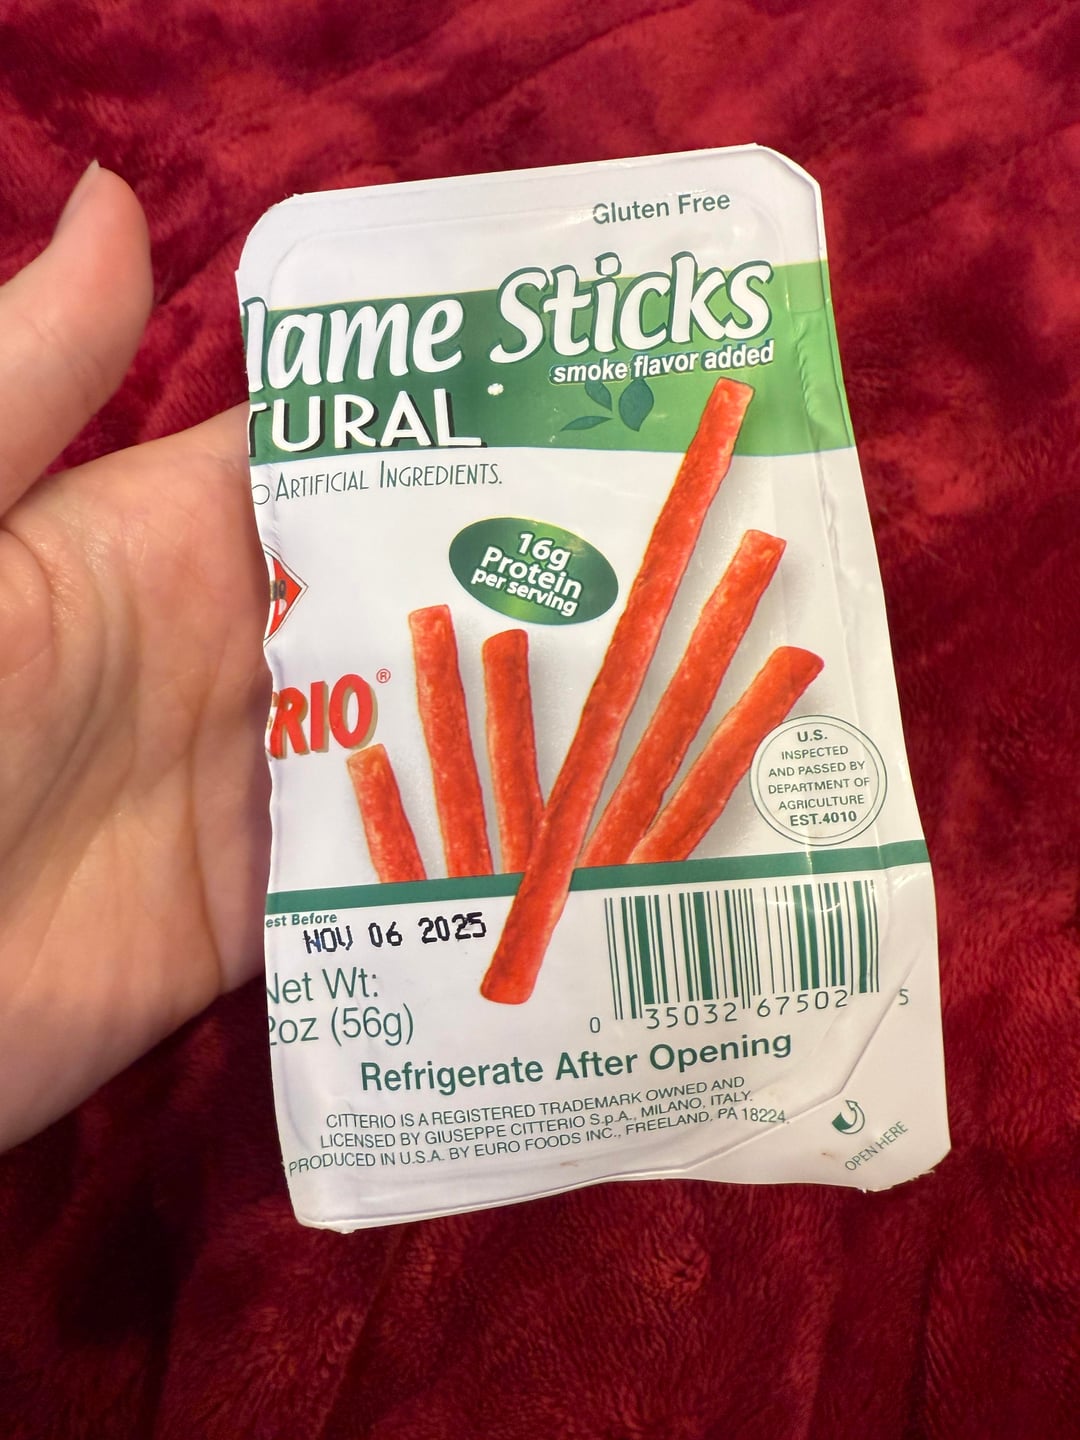 Gluten Free
lame Sticks
smoke flavor added
TURAL
o Artificial Ingredients.
16g
Protein
per serving
ERIO®
U.S.
INSPECTED
AND PASSED BY
DEPARTMENT OF
AGRICULTURE
EST.4010
est Before
NOV 06 2025
Net Wt:
2oz (56g)
0 35032 67502 5
Refrigerate After Opening
CITTERIO IS A REGISTERED TRADEMARK OWNED AND
LICENSED BY GIUSEPPE CITTERIO S.p.A., MILANO, ITALY.
PRODUCED IN U.S.A. BY EURO FOODS INC., FREELAND, PA 18224.
OPEN HERE